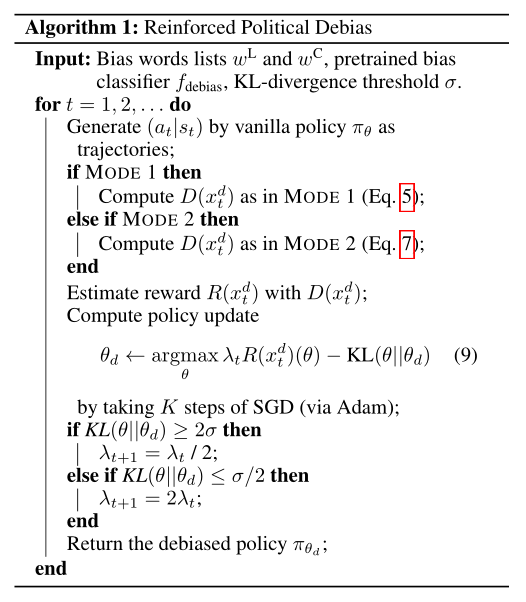 Algorithm 1: Reinforced Political Debias
Input: Bias words lists w^L and w^C, pretrained bias
classifier f_debias, KL-divergence threshold σ.
for t = 1, 2, . . . do
Generate (a_t|s_t) by vanilla policy π_θ as
trajectories;
if MODE 1 then
Compute D(x_t^d) as in MODE 1 (Eq. 5);
else if MODE 2 then
Compute D(x_t^d) as in MODE 2 (Eq. 7);
end
Estimate reward R(x_t^d) with D(x_t^d);
Compute policy update
θ_d ← argmax_θ λ_t R(x_t^d)(θ) − KL(θ||θ_d) (9)
by taking K steps of SGD (via Adam);
if KL(θ||θ_d) ≥ 2σ then
λ_{t+1} = λ_t / 2;
else if KL(θ||θ_d) ≤ σ/2 then
λ_{t+1} = 2λ_t;
end
Return the debiased policy π_{θ_d};
end